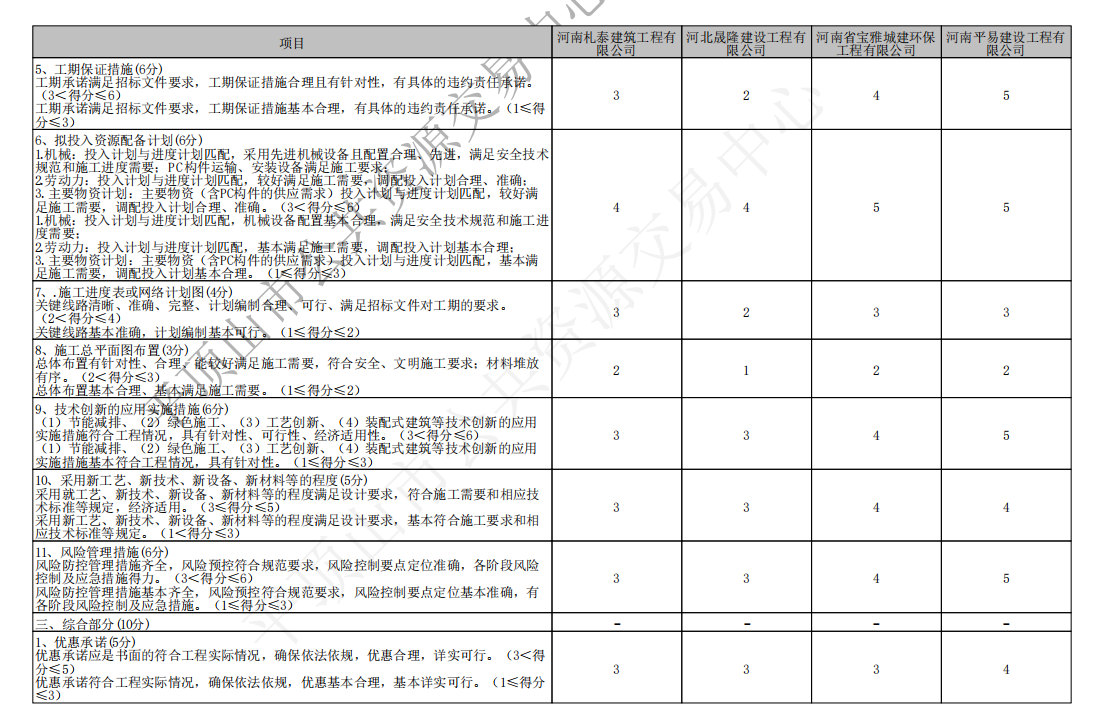 项目
河南札泰建筑工程有
限公司
河北晟隆建设工程有
限公司
河南省宝雅城建环保
工程有限公司
河南平易建设工程有
限公司
5、工期保证措施(6分)
工期承诺满足招标文件要求，工期保证措施合理且有针对性，有具体的违约责任承诺。
（3＜得分≤6）
工期承诺满足招标文件要求，工期保证措施基本合理，有具体的违约责任承诺。（1≤得
分≤3）
3
2
4
5
6、拟投入资源配备计划(6分)
1.机械：投入计划与进度计划匹配，采用先进机械设备且配置合理、先进，满足安全技术
规范和施工进度需要；PC构件运输、安装设备满足施工要求；
2.劳动力：投入计划与进度计划匹配，较好满足施工需要，调配投入计划合理、准确；
3.主要物资计划：主要物资（含PC构件的供应需求）投入计划与进度计划匹配，较好满
足施工需要，调配投入计划合理、准确。（3＜得分≤6）
1.机械：投入计划与进度计划匹配，机械设备配置基本合理，满足安全技术规范和施工进
度需要；
2.劳动力：投入计划与进度计划匹配，基本满足施工需要，调配投入计划基本合理；
3.主要物资计划：主要物资（含PC构件的供应需求）投入计划与进度计划匹配，基本满
足施工需要，调配投入计划基本合理。（1≤得分≤3）
4
4
5
5
7、.施工进度表或网络计划图(4分)
关键线路清晰、准确、完整、计划编制合理、可行、满足招标文件对工期的要求。
（2＜得分≤4）
关键线路基本准确，计划编制基本可行。（1≤得分≤2）
3
2
3
3
8、施工总平面图布置(3分)
总体布置有针对性、合理、能较好满足施工需要，符合安全、文明施工要求；材料堆放
有序。（2＜得分≤3）
总体布置基本合理、基本满足施工需要。（1≤得分≤2）
2
1
2
2
9、技术创新的应用实施措施(6分)
（1）节能减排、（2）绿色施工、（3）工艺创新、（4）装配式建筑等技术创新的应用
实施措施符合工程情况，具有针对性、可行性、经济适用性。（3＜得分≤6）
（1）节能减排、（2）绿色施工、（3）工艺创新、（4）装配式建筑等技术创新的应用
实施措施基本符合工程情况，具有针对性。（1≤得分≤3）
3
3
4
5
10、采用新工艺、新技术、新设备、新材料等的程度(5分)
采用就工艺、新技术、新设备、新材料等的程度满足设计要求，符合施工需要和相应技
术标准等规定，经济适用。（3≤得分≤5）
采用新工艺、新技术、新设备、新材料等的程度满足设计要求，基本符合施工要求和相
应技术标准等规定。（1＜得分≤3）
3
3
4
4
11、风险管理措施(6分)
风险防控管理措施齐全，风险预控符合规范要求，风险控制要点定位准确，各阶段风险
控制及应急措施得力。（3＜得分≤6）
风险防控管理措施基本齐全，风险预控符合规范要求，风险控制要点定位基本准确，有
各阶段风险控制及应急措施。（1≤得分≤3）
3
3
4
5
三、综合部分(10分)
-
-
-
-
1、优惠承诺(5分)
优惠承诺应是书面的符合工程实际情况，确保依法依规，优惠合理，详实可行。（3＜得
分≤5）
优惠承诺符合工程实际情况，确保依法依规，优惠基本合理，基本详实可行。（1≤得分
≤3）
3
3
3
4
平顶山市公共资源交易中心
平顶山市公共资源交易中心